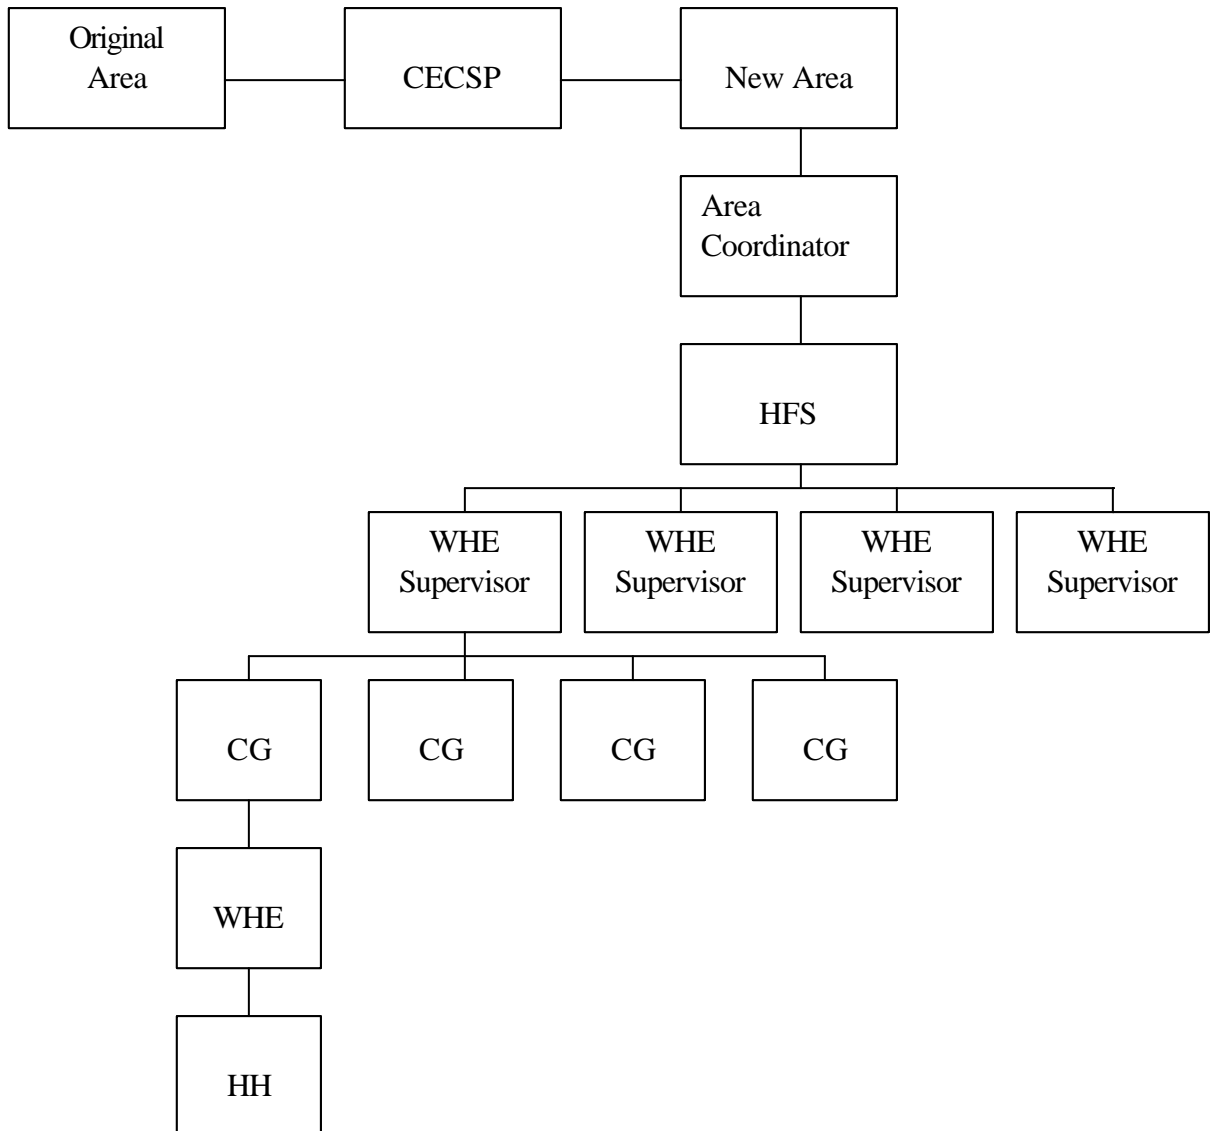 Original
Area
CECSP
New Area
Area
Coordinator
HFS
WHE
Supervisor
WHE
Supervisor
WHE
Supervisor
WHE
Supervisor
CG
CG
CG
CG
WHE
HH